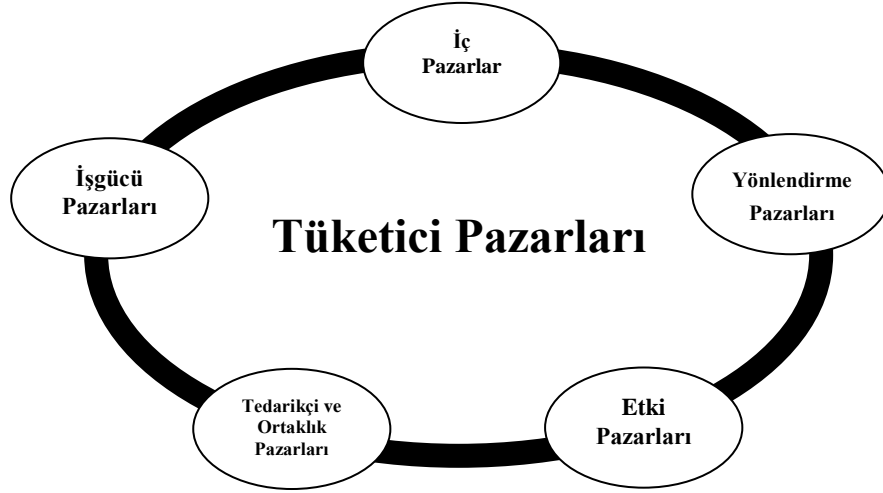 İç
Pazarlar
İşgücü
Pazarları
Yönlendirme
Pazarları
Tüketici Pazarları
Tedarikçi ve
Ortaklık
Pazarları
Etki
Pazarları